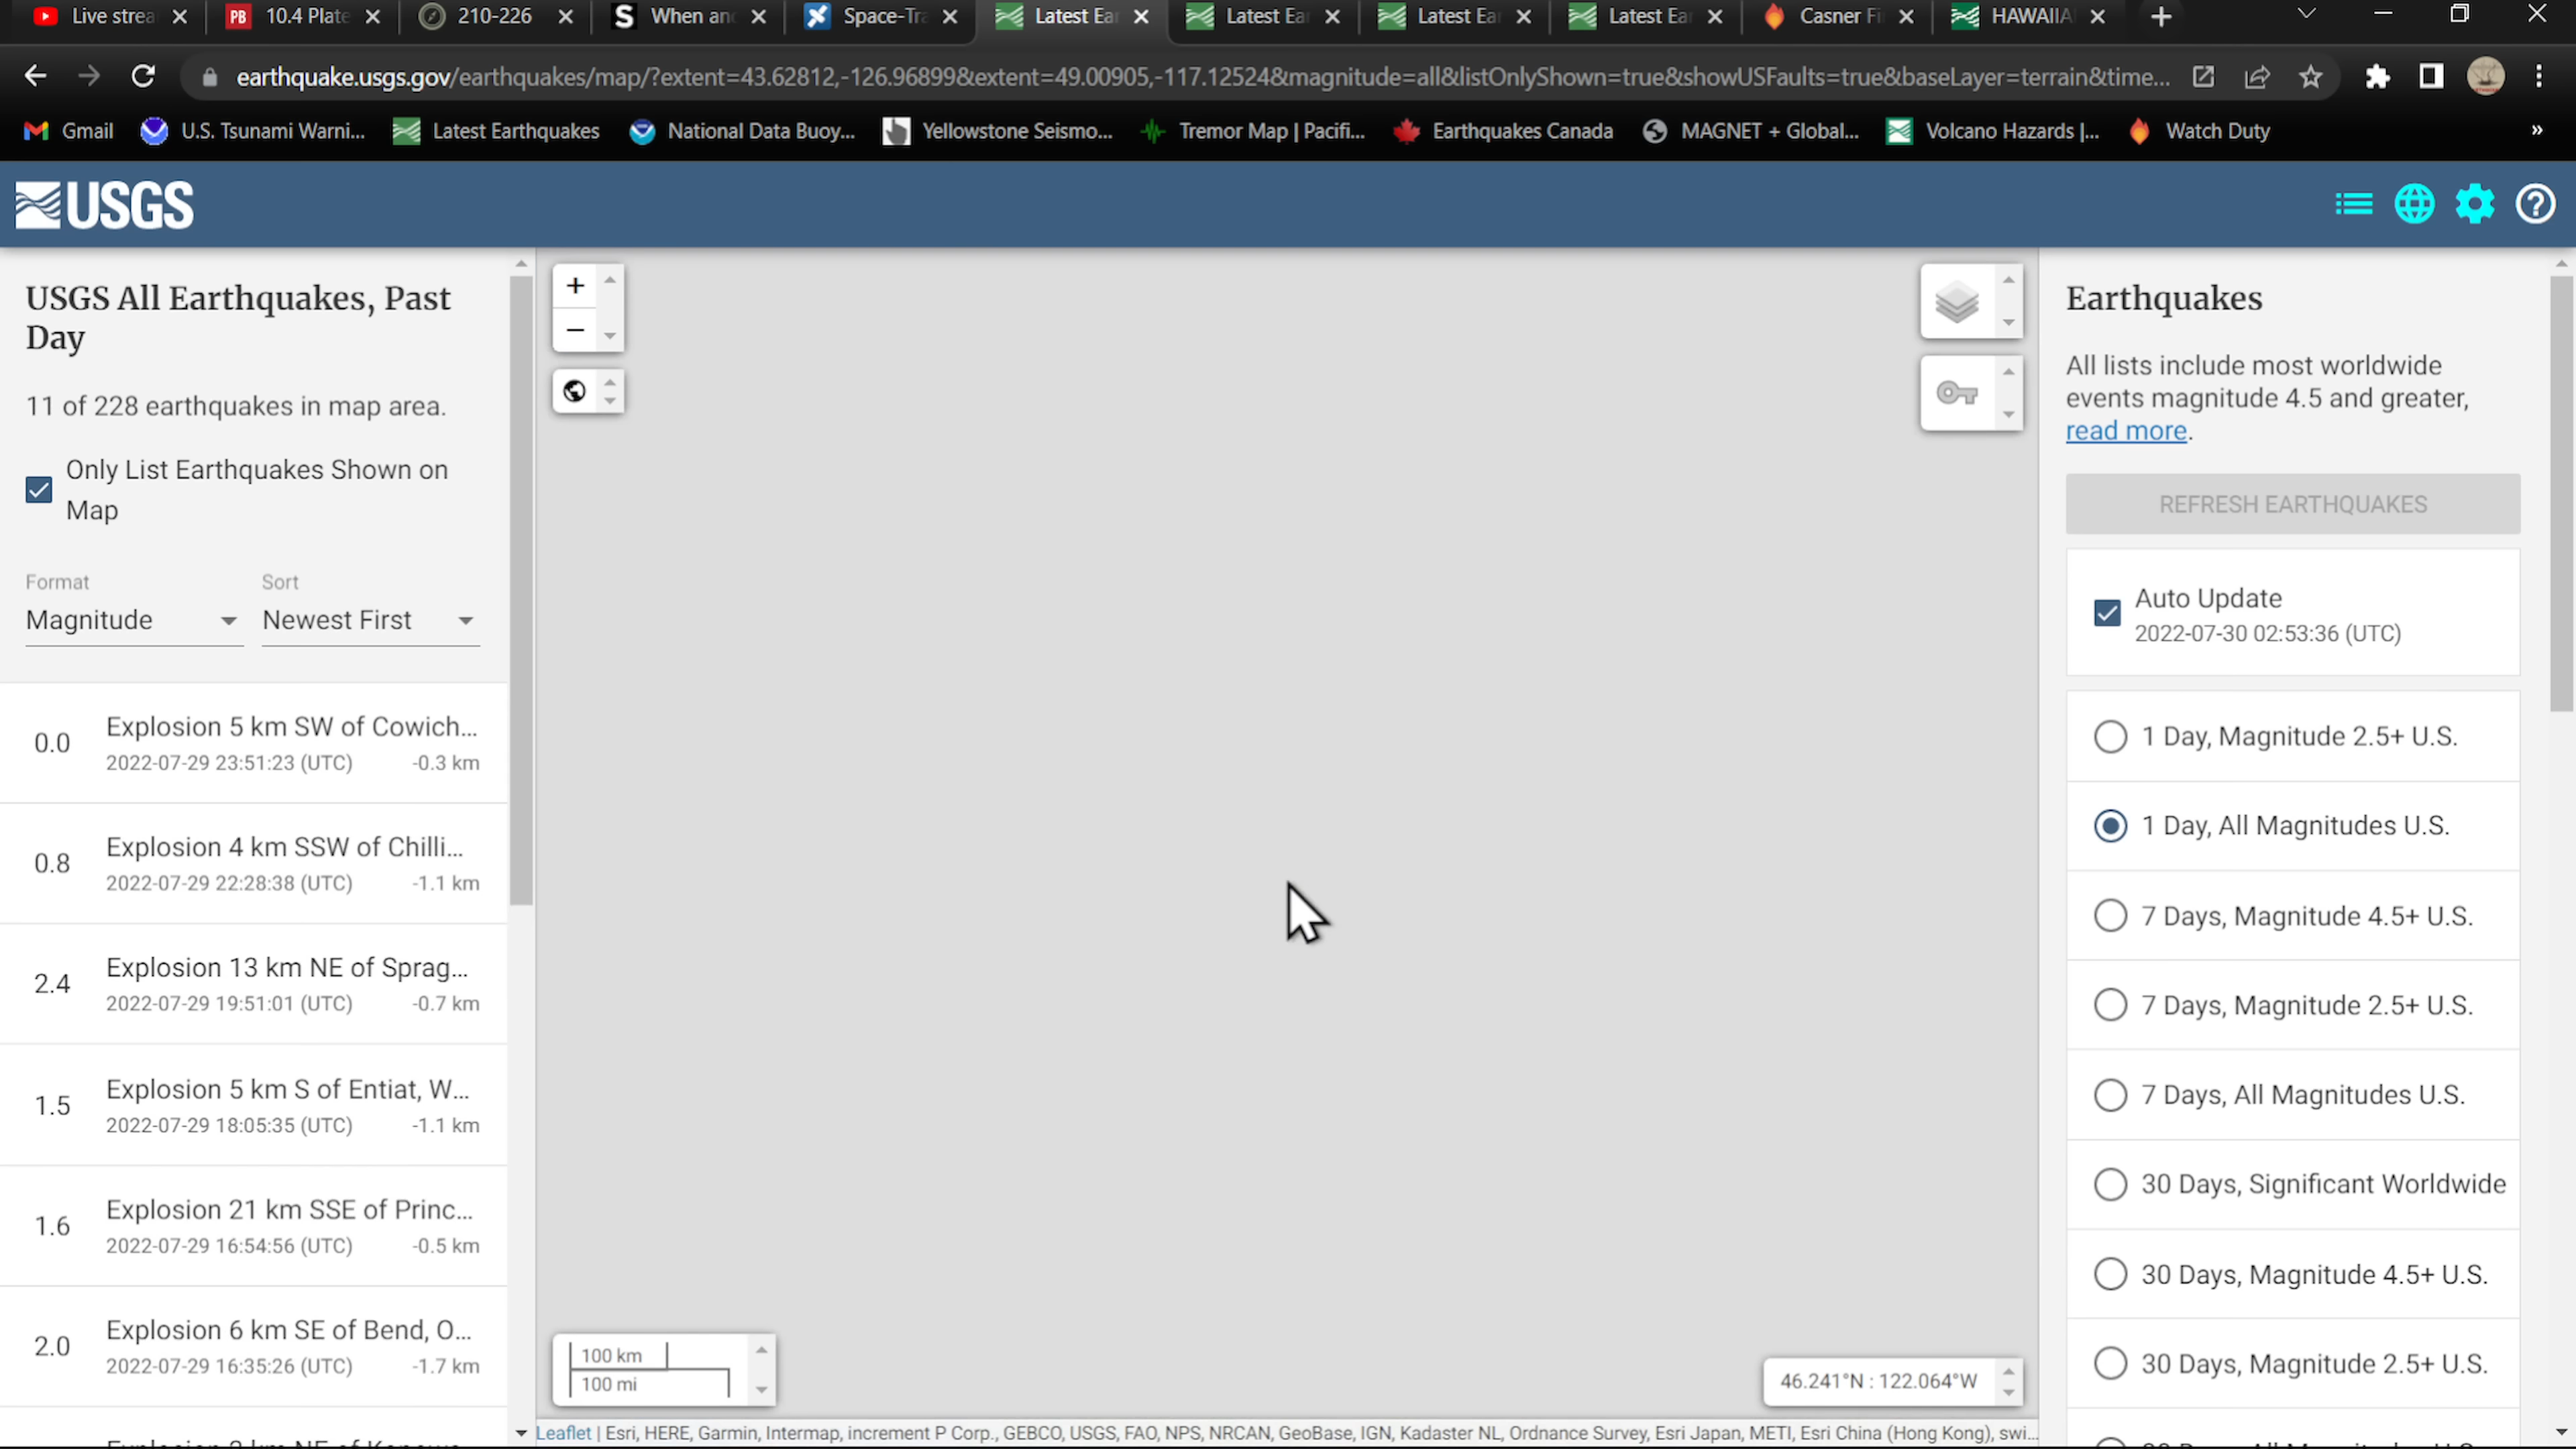 Live strea
10.4 Plate
210-226
When an
Space-Tra
Latest Ear
Latest Ea
Latest Ea
Latest Ea
Casner Fi
HAWAIIA
earthquake.usgs.gov/earthquakes/map/?extent=43.62812,-126.96899&extent=49.00905,-117.12524&magnitude=all&listOnlyShown=true&showUSFaults=true&baseLayer=terrain&time...
Gmail
U.S. Tsunami Warni...
Latest Earthquakes
National Data Buoy...
Yellowstone Seismo...
Tremor Map | Pacifi...
Earthquakes Canada
MAGNET + Global...
Volcano Hazards |...
Watch Duty
»
USGS
USGS All Earthquakes, Past
Day
11 of 228 earthquakes in map area.
Only List Earthquakes Shown on
Map
Format
Sort
Magnitude
Newest First
0.0
Explosion 5 km SW of Cowich...
2022-07-29 23:51:23 (UTC) -0.3 km
0.8
Explosion 4 km SSW of Chilli...
2022-07-29 22:28:38 (UTC) -1.1 km
2.4
Explosion 13 km NE of Sprag...
2022-07-29 19:51:01 (UTC) -0.7 km
1.5
Explosion 5 km S of Entiat, W...
2022-07-29 18:05:35 (UTC) -1.1 km
1.6
Explosion 21 km SSE of Princ...
2022-07-29 16:54:56 (UTC) -0.5 km
2.0
Explosion 6 km SE of Bend, O...
2022-07-29 16:35:26 (UTC) -1.7 km
+
−
100 km
100 mi
46.241°N : 122.064°W
Leaflet | Esri, HERE, Garmin, Intermap, increment P Corp., GEBCO, USGS, FAO, NPS, NRCAN, GeoBase, IGN, Kadaster NL, Ordnance Survey, Esri Japan, METI, Esri China (Hong Kong), swi...
Earthquakes
All lists include most worldwide
events magnitude 4.5 and greater,
read more.
REFRESH EARTHQUAKES
Auto Update
2022-07-30 02:53:36 (UTC)
1 Day, Magnitude 2.5+ U.S.
1 Day, All Magnitudes U.S.
7 Days, Magnitude 4.5+ U.S.
7 Days, Magnitude 2.5+ U.S.
7 Days, All Magnitudes U.S.
30 Days, Significant Worldwide
30 Days, Magnitude 4.5+ U.S.
30 Days, Magnitude 2.5+ U.S.